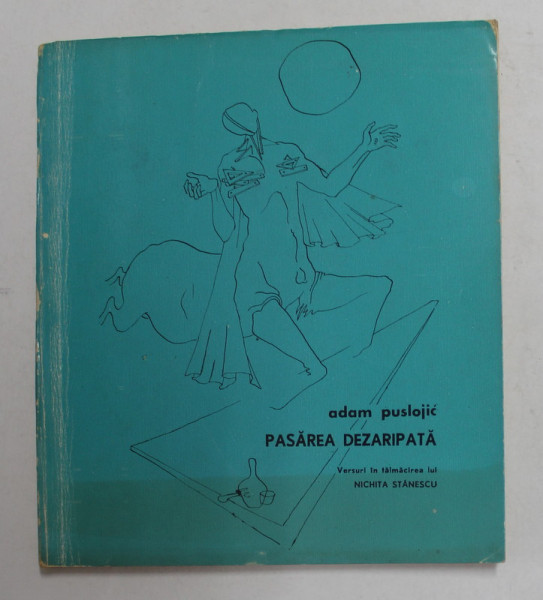 adam puslojić
PASĂREA DEZARIPATĂ
Versuri în tălmăcirea lui
NICHITA STĂNESCU